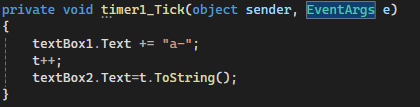 private void timer1_Tick(object sender, EventArgs e)
{
textBox1.Text += "a-";
t++;
textBox2.Text=t.ToString();
}